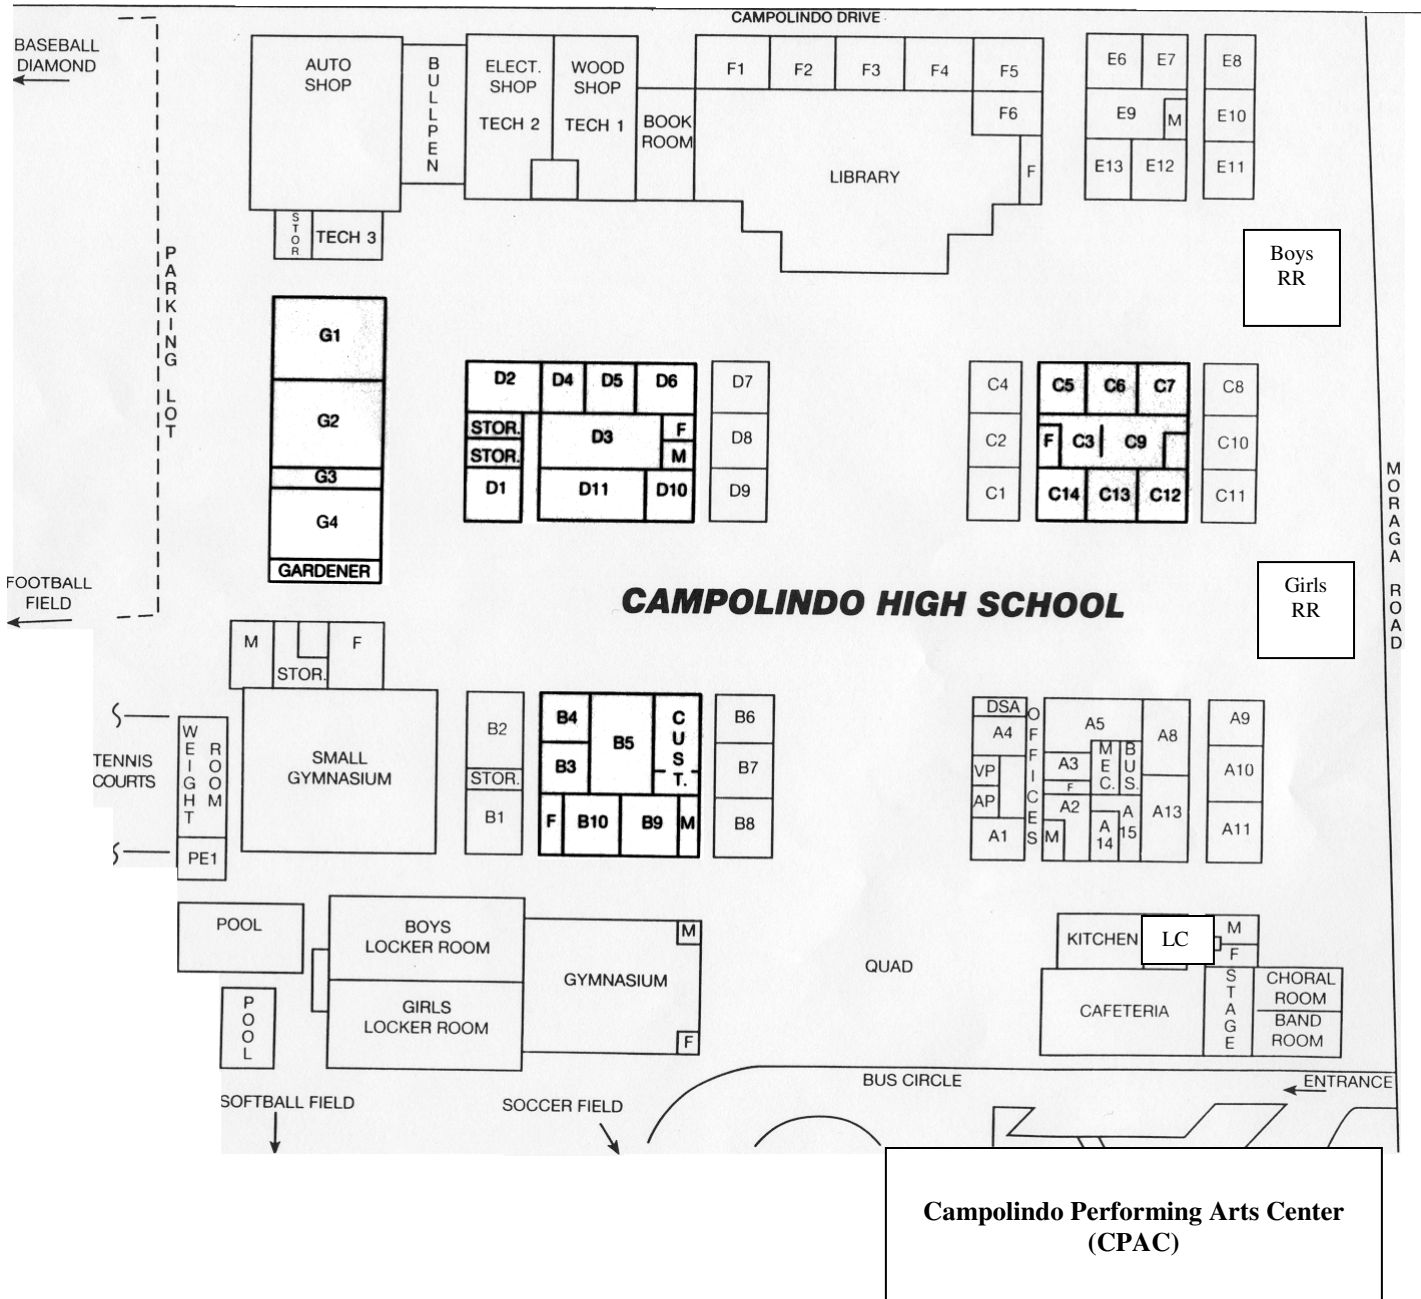 CAMPOLINDO DRIVE
BASEBALL
DIAMOND
AUTO
SHOP
BULLPEN
ELECT.
SHOP
TECH 2
WOOD
SHOP
TECH 1
BOOK
ROOM
F1
F2
F3
F4
F5
F6
F
LIBRARY
E6
E7
E8
E9
M
E10
E13
E12
E11
STOR
TECH 3
PARKING LOT
Boys
RR
G1
G2
G3
G4
GARDENER
D2
D4
D5
D6
D7
STOR.
STOR.
D3
F
M
D8
D1
D11
D10
D9
C4
C5
C6
C7
C8
C2
F
C3
C9
C10
C1
C14
C13
C12
C11
MORAGA ROAD
FOOTBALL
FIELD
CAMPOLINDO HIGH SCHOOL
Girls
RR
M
STOR.
F
TENNIS
COURTS
WEIGHT
ROOM
PE1
SMALL
GYMNASIUM
B2
STOR.
B1
B4
B3
B5
CUST.
F
B10
B9
M
B6
B7
B8
DSA
A4
VP
AP
A1
OFFICES
A5
A3
F
A2
M
MEC.
BUS.
A
14
A
15
A8
A13
A9
A10
A11
POOL
POOL
BOYS
LOCKER ROOM
GIRLS
LOCKER ROOM
M
GYMNASIUM
F
QUAD
KITCHEN
LC
M
F
CAFETERIA
STAGE
CHORAL
ROOM
BAND
ROOM
BUS CIRCLE
ENTRANCE
SOFTBALL FIELD
SOCCER FIELD
Campolindo Performing Arts Center
(CPAC)